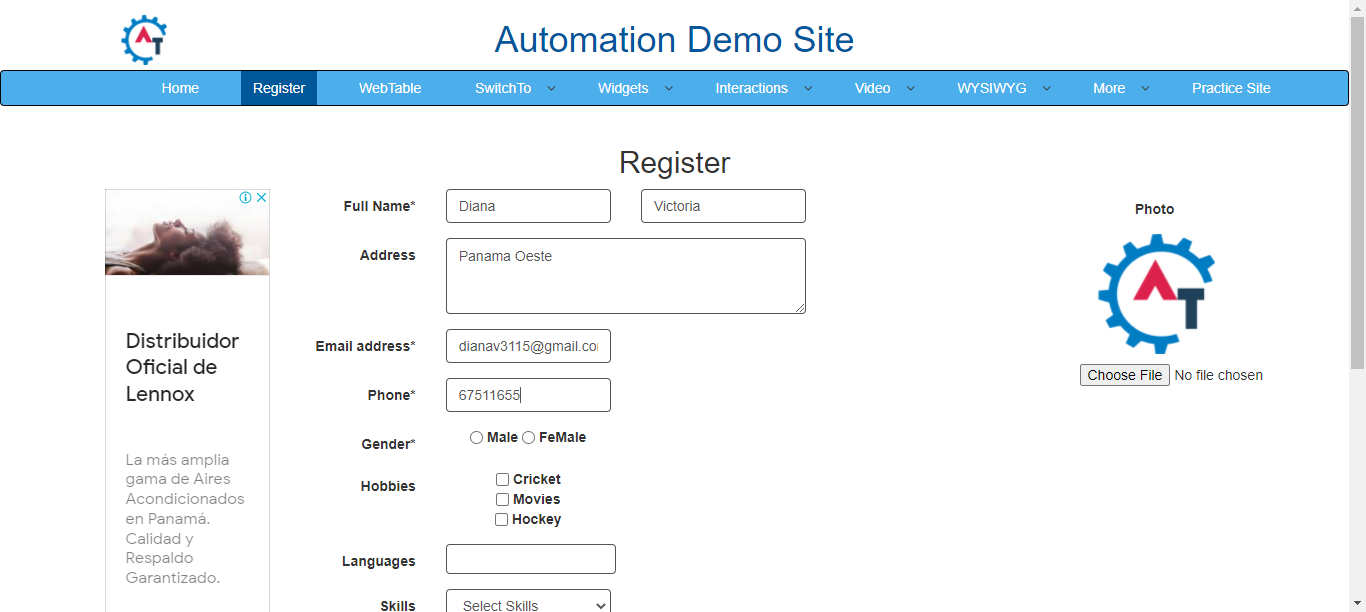 AT
Automation Demo Site
Home Register WebTable SwitchTo Widgets Interactions Video WYSIWYG More Practice Site
Register
Full Name* Diana Victoria
Address Panama Oeste
Email address* dianav3115@gmail.co
Phone* 67511655
Gender* Male FeMale
Hobbies Cricket
Movies
Hockey
Languages
Skills Select Skills
Photo
AT
Choose File No file chosen
Distribuidor
Oficial de
Lennox
La más amplia
gama de Aires
Acondicionados
en Panamá.
Calidad y
Respaldo
Garantizado.